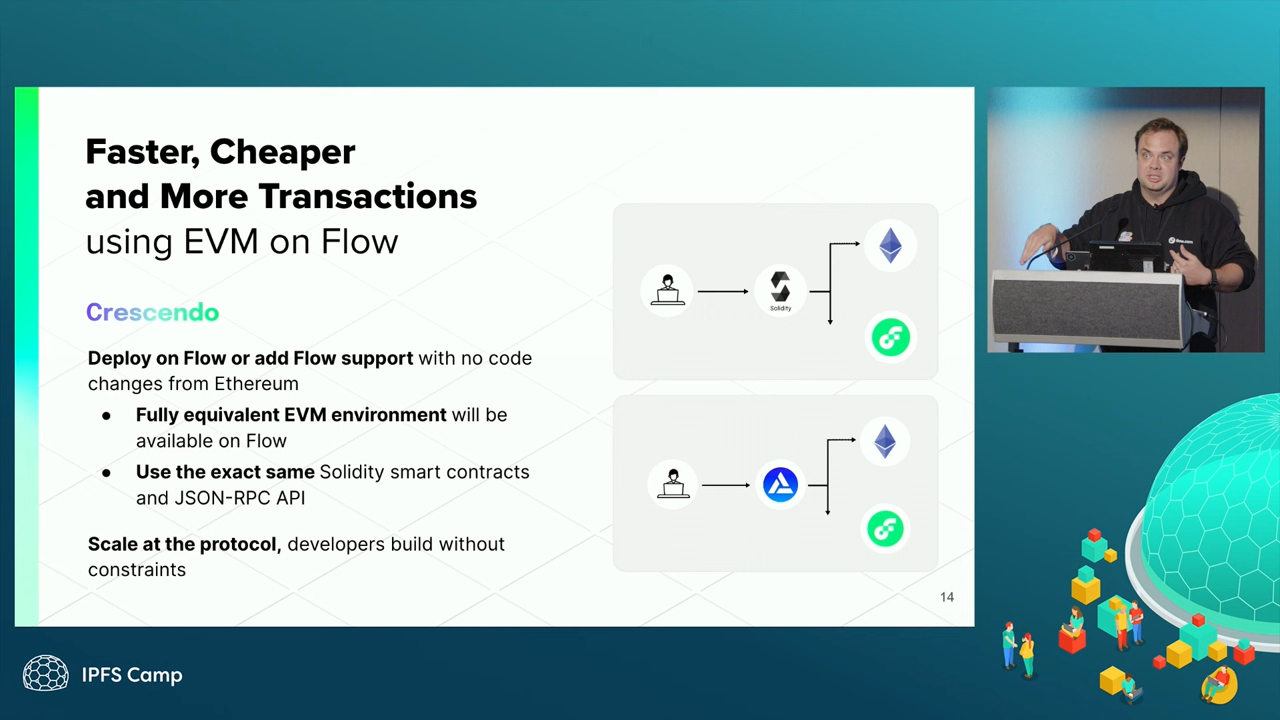 Faster, Cheaper
and More Transactions
using EVM on Flow
Crescendo
Deploy on Flow or add Flow support with no code
changes from Ethereum
● Fully equivalent EVM environment will be
available on Flow
● Use the exact same Solidity smart contracts
and JSON-RPC API
Scale at the protocol, developers build without
constraints
Solidity
14
flow.com
IPFS Camp